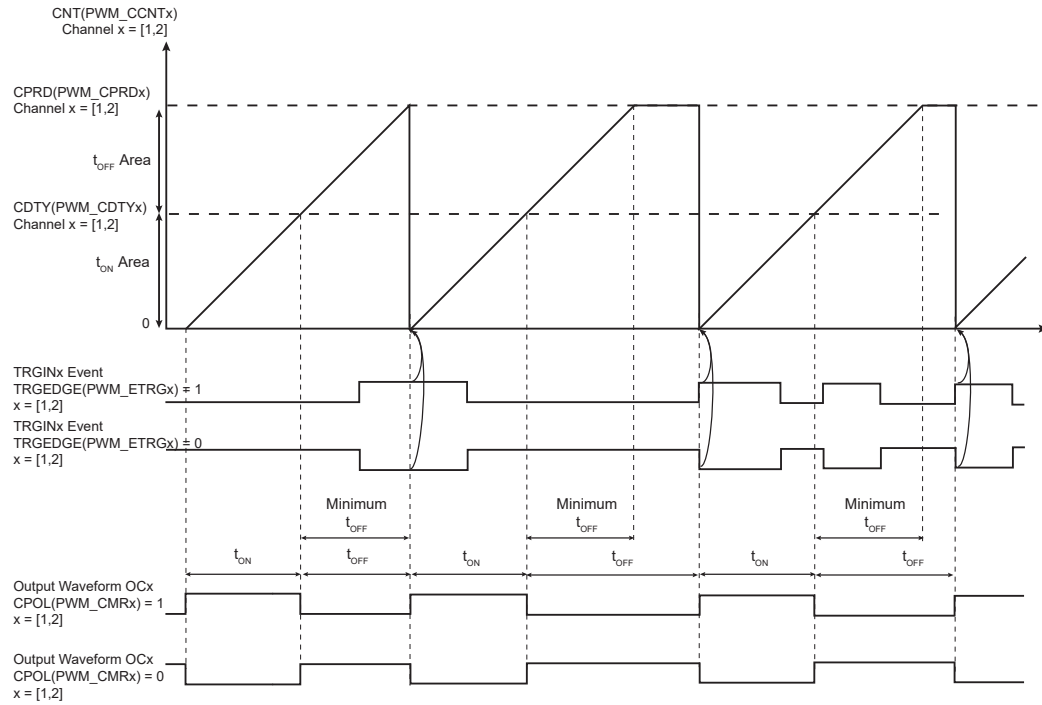 CNT(PWM_CCNTx)
Channel x = [1,2]
CPRD(PWM_CPRDx)
Channel x = [1,2]
tOFF Area
CDTY(PWM_CDTYx)
Channel x = [1,2]
tON Area
0
TRGINx Event
TRGEDGE(PWM_ETRGx) = 1
x = [1,2]
TRGINx Event
TRGEDGE(PWM_ETRGx) = 0
x = [1,2]
Minimum
tOFF
Minimum
tOFF
Minimum
tOFF
tON
tOFF
tON
tOFF
tON
tOFF
Output Waveform OCx
CPOL(PWM_CMRx) = 1
x = [1,2]
Output Waveform OCx
CPOL(PWM_CMRx) = 0
x = [1,2]